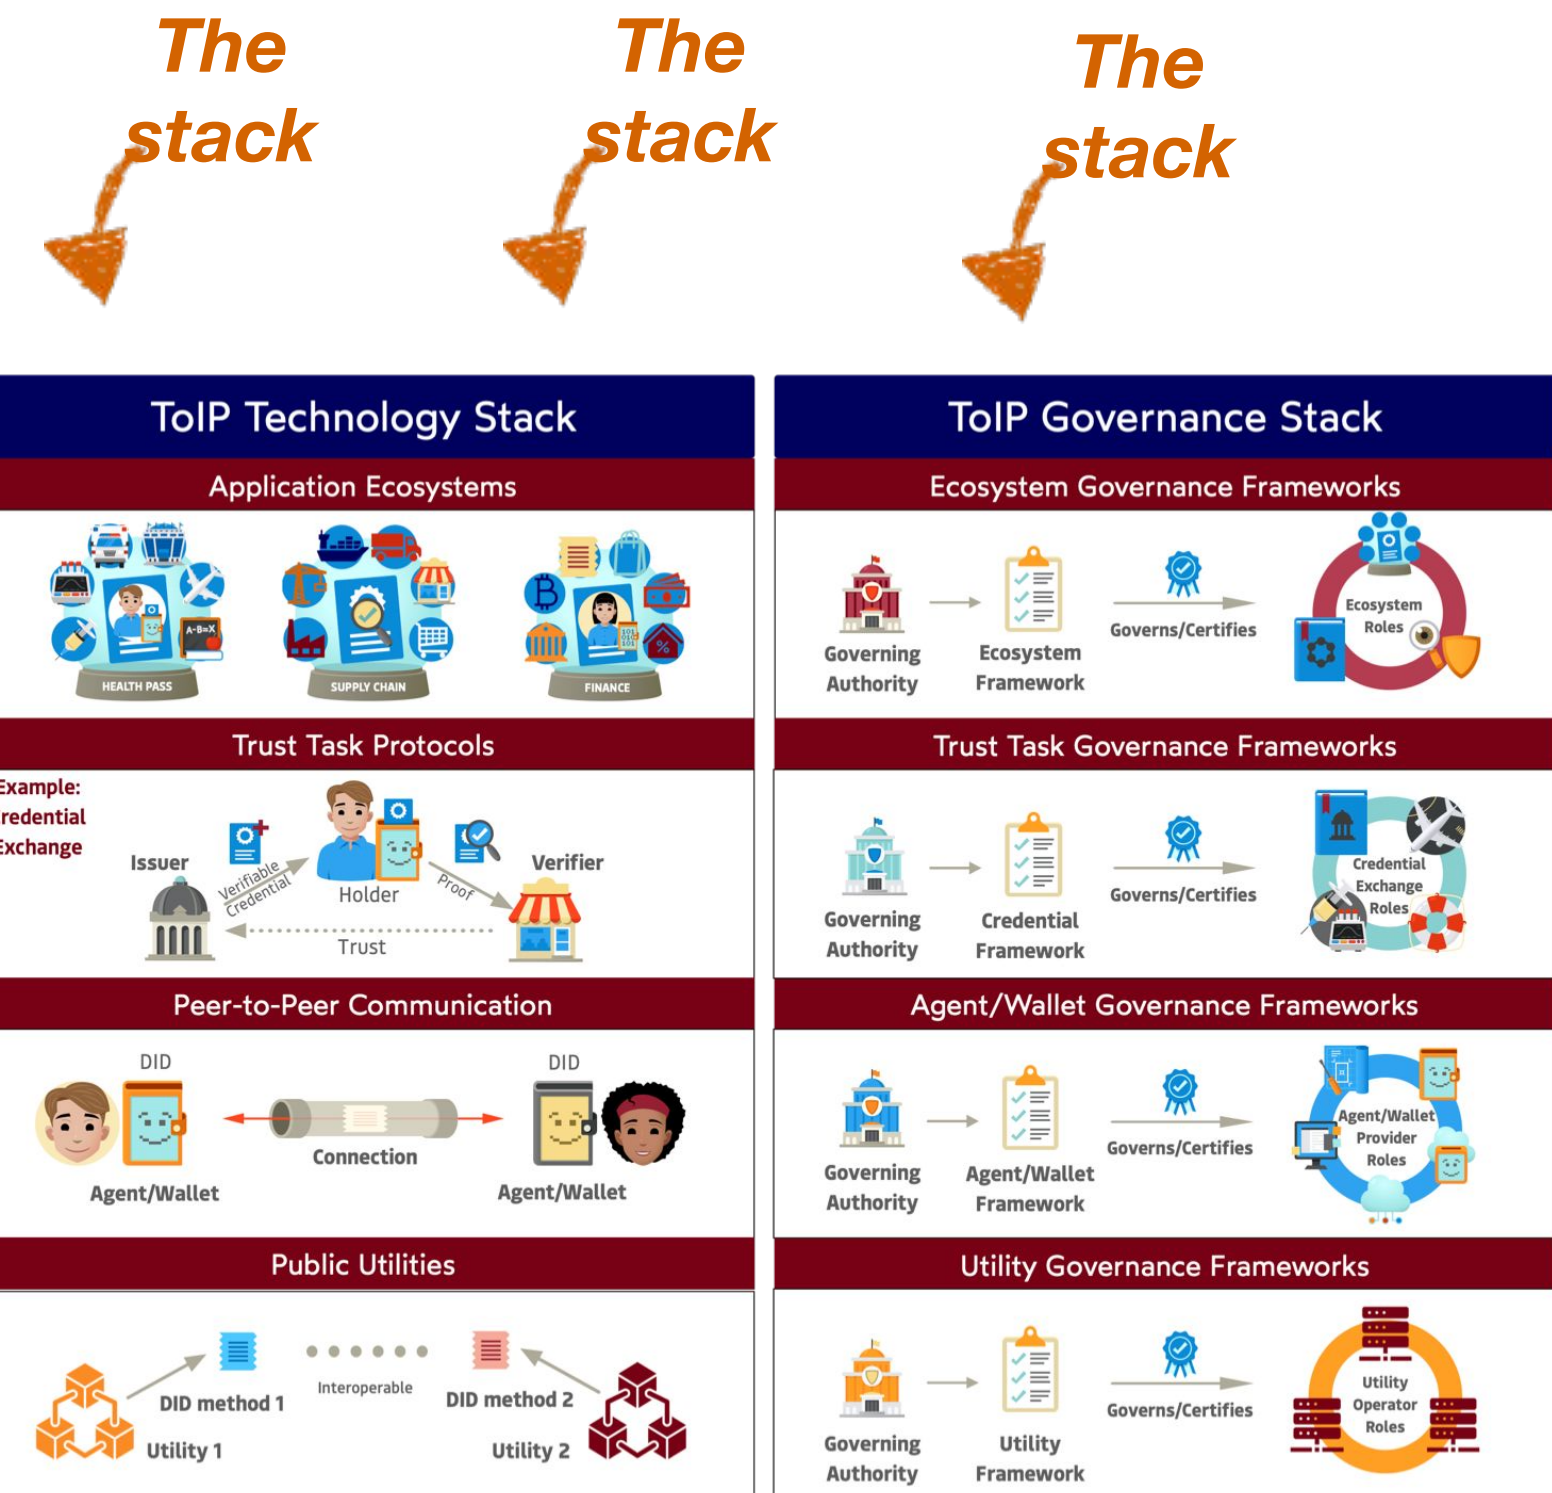 The
stack
The
stack
The
stack
ToIP Technology Stack
Application Ecosystems
A-B=X
HEALTH PASS
SUPPLY CHAIN
FINANCE
Trust Task Protocols
Example:
redential
Exchange
Issuer
Verifiable
Credential
Holder
Proof
Verifier
Trust
Peer-to-Peer Communication
DID
DID
Connection
Agent/Wallet
Agent/Wallet
Public Utilities
Interoperable
DID method 1
DID method 2
Utility 1
Utility 2
ToIP Governance Stack
Ecosystem Governance Frameworks
Governing
Authority
Ecosystem
Framework
Governs/Certifies
Ecosystem
Roles
Trust Task Governance Frameworks
Governing
Authority
Credential
Framework
Governs/Certifies
Credential
Exchange
Roles
Agent/Wallet Governance Frameworks
Governing
Authority
Agent/Wallet
Framework
Governs/Certifies
Agent/Wallet
Provider
Roles
Utility Governance Frameworks
Governing
Authority
Utility
Framework
Governs/Certifies
Utility
Operator
Roles